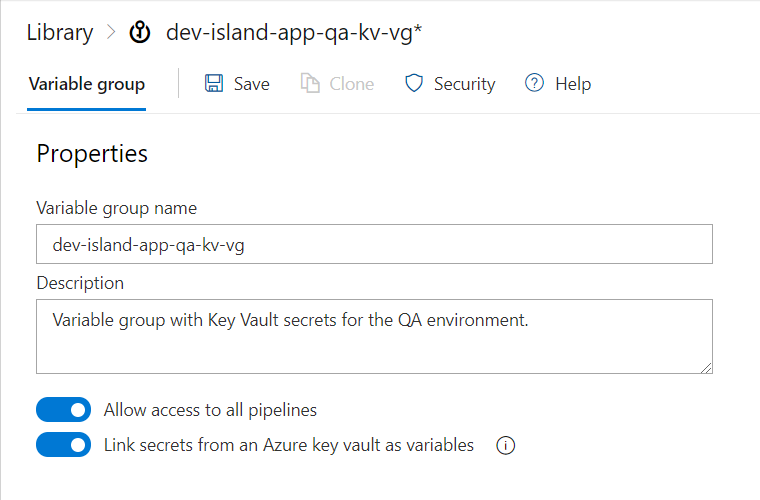 Library > dev-island-app-qa-kv-vg*
Variable group Save Clone Security Help
Properties
Variable group name
dev-island-app-qa-kv-vg
Description
Variable group with Key Vault secrets for the QA environment.
Allow access to all pipelines
Link secrets from an Azure key vault as variables